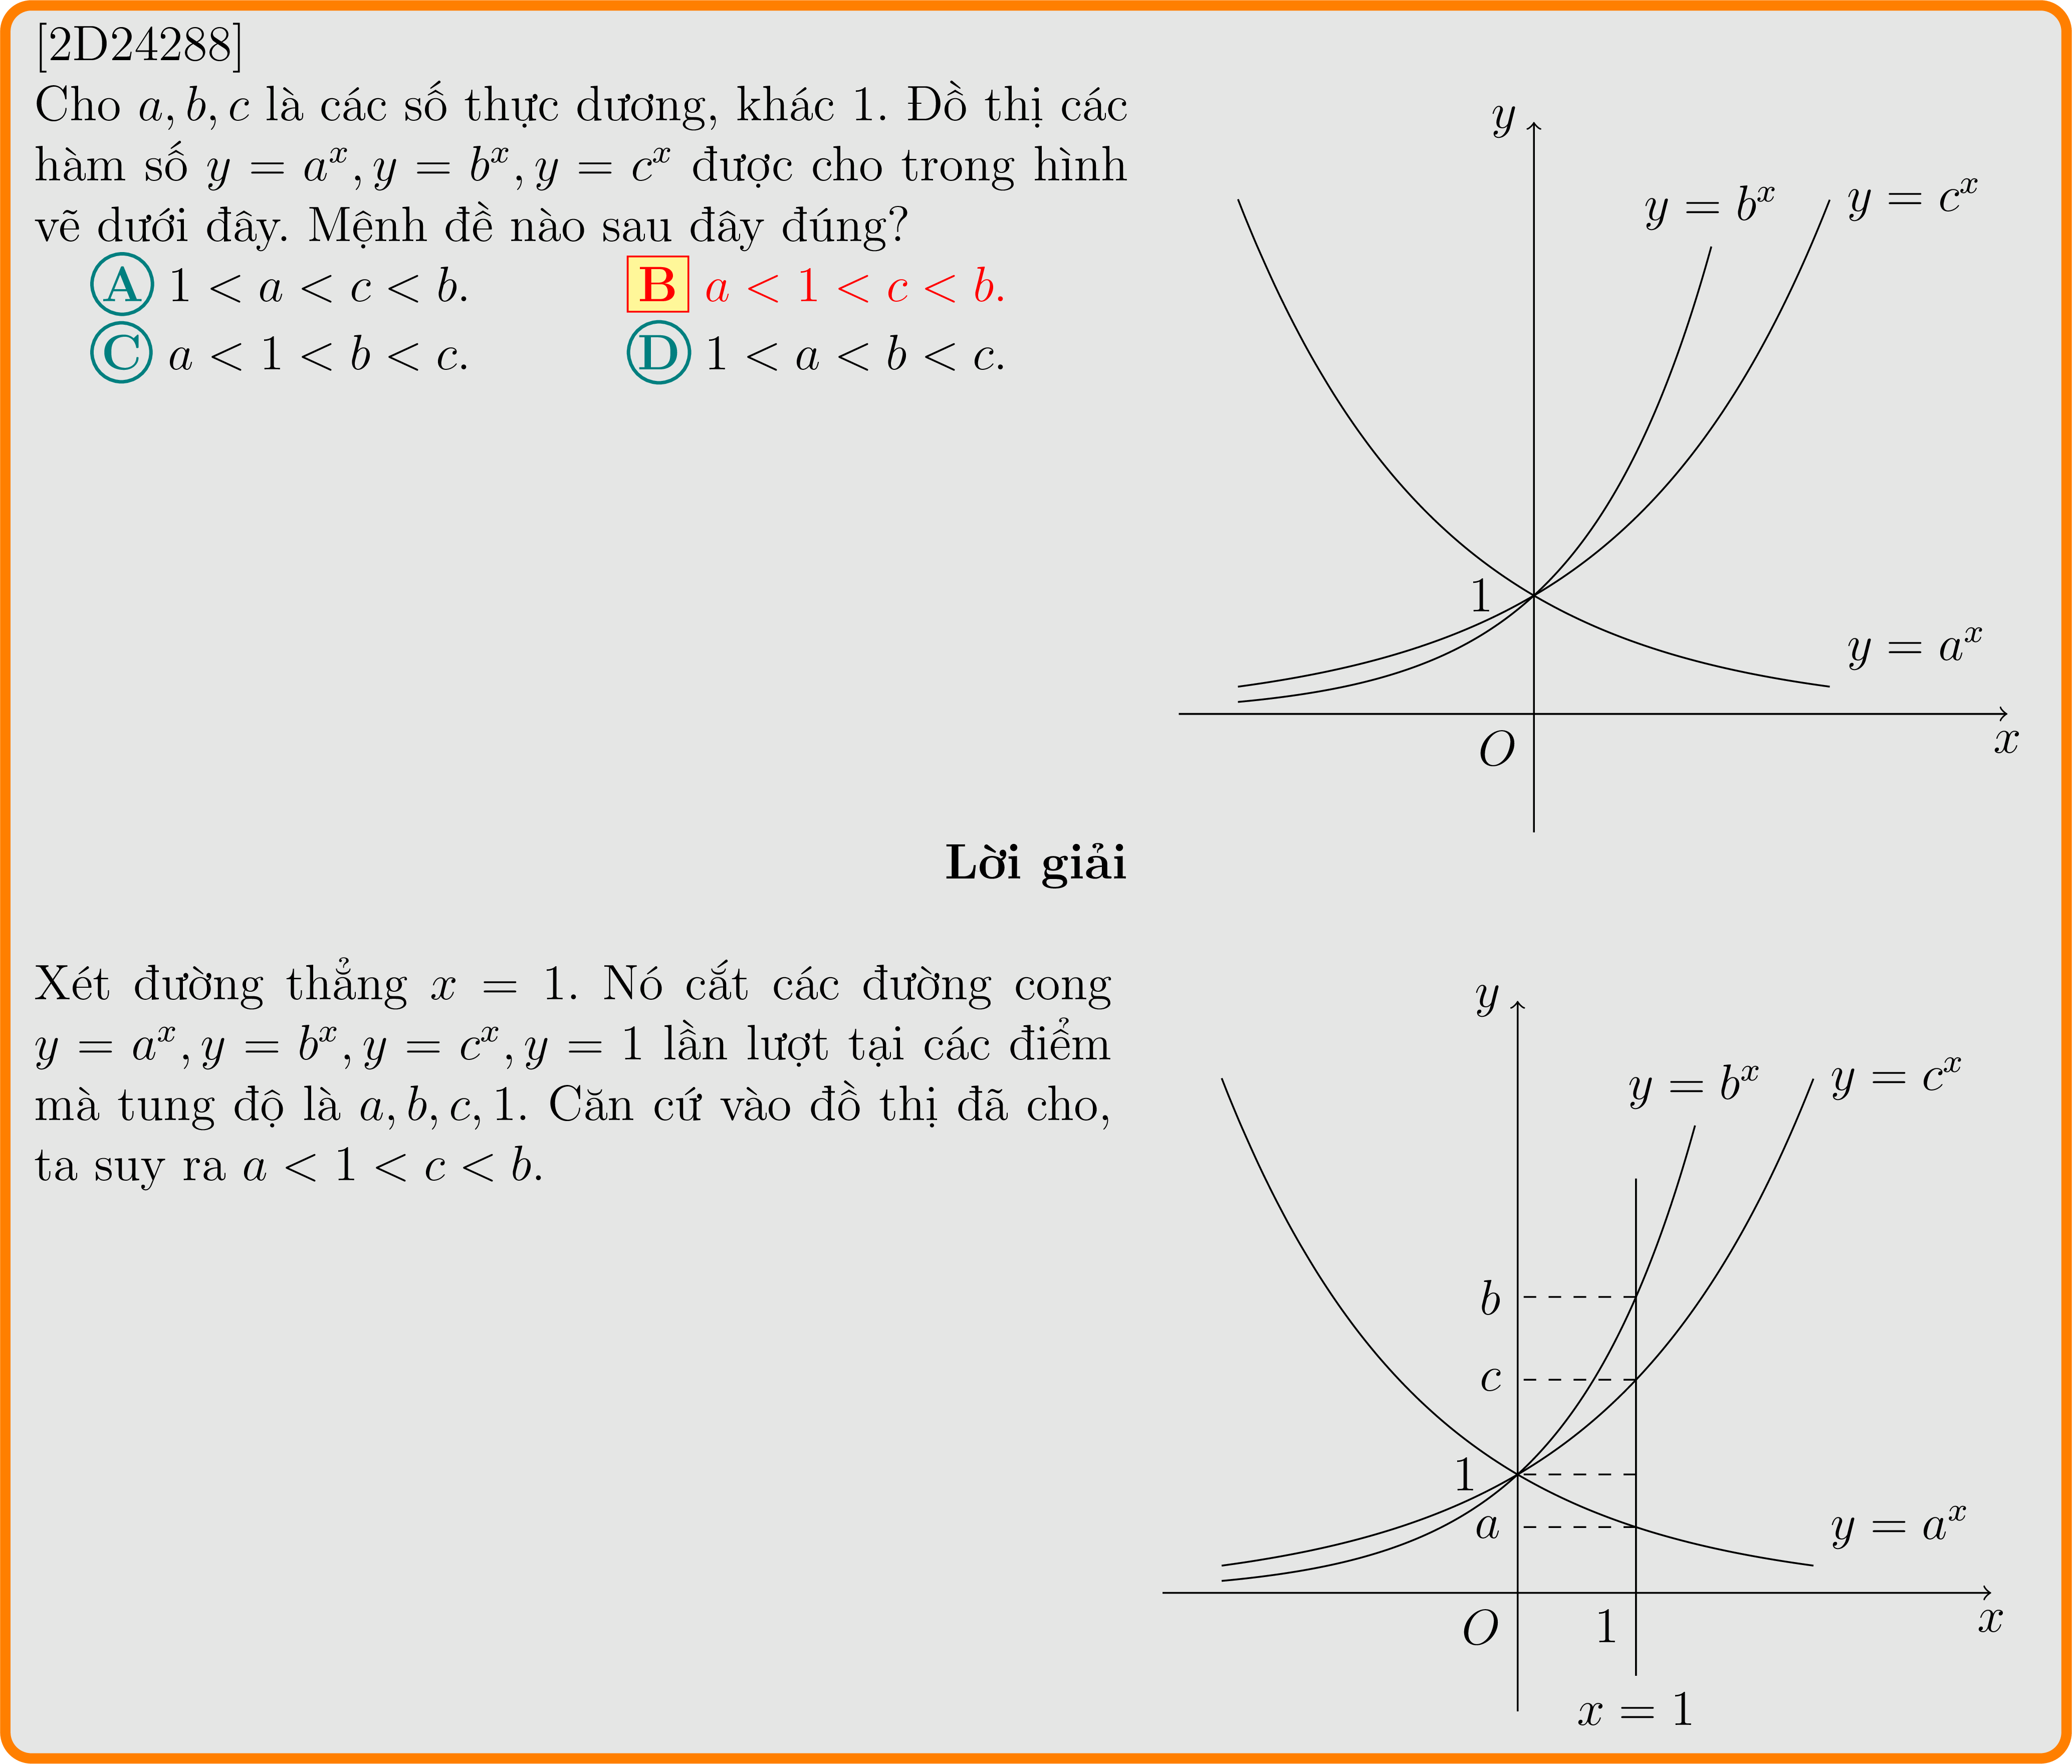 [2D24288]
Cho a, b, c là các số thực dương, khác 1. Đồ thị các
hàm số y = a^x, y = b^x, y = c^x được cho trong hình
vẽ dưới đây. Mệnh đề nào sau đây đúng?
A 1 < a < c < b.
B a < 1 < c < b.
C a < 1 < b < c.
D 1 < a < b < c.
y
y = b^x
y = c^x
1
y = a^x
O
x
Lời giải
Xét đường thẳng x = 1. Nó cắt các đường cong
y = a^x, y = b^x, y = c^x, y = 1 lần lượt tại các điểm
mà tung độ là a, b, c, 1. Căn cứ vào đồ thị đã cho,
ta suy ra a < 1 < c < b.
y
y = b^x
y = c^x
b
c
1
a
y = a^x
O
1
x
x = 1